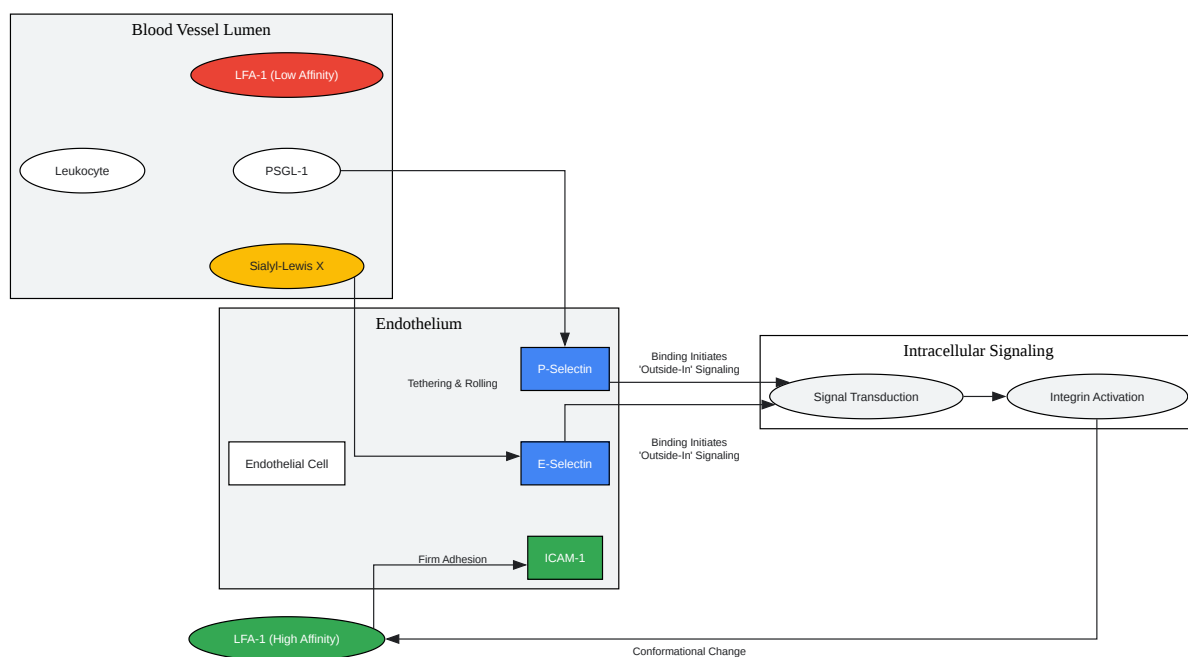 Blood Vessel Lumen
LFA-1 (Low Affinity)
Leukocyte
PSGL-1
Sialyl-Lewis X
Endothelium
P-Selectin
Tethering & Rolling
Endothelial Cell
E-Selectin
ICAM-1
Firm Adhesion
Binding Initiates
'Outside-In' Signaling
Binding Initiates
'Outside-In' Signaling
Intracellular Signaling
Signal Transduction
Integrin Activation
LFA-1 (High Affinity)
Conformational Change